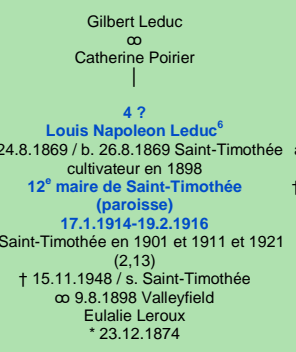 Gilbert Leduc
∞
Catherine Poirier
4 ?
Louis Napoleon Leduc⁶
24.8.1869 / b. 26.8.1869 Saint-Timothée
cultivateur en 1898
12ᵉ maire de Saint-Timothée †
(paroisse)
17.1.1914-19.2.1916
Saint-Timothée en 1901 et 1911 et 1921
(2,13)
† 15.11.1948 / s. Saint-Timothée
∞ 9.8.1898 Valleyfield
Eulalie Leroux
* 23.12.1874